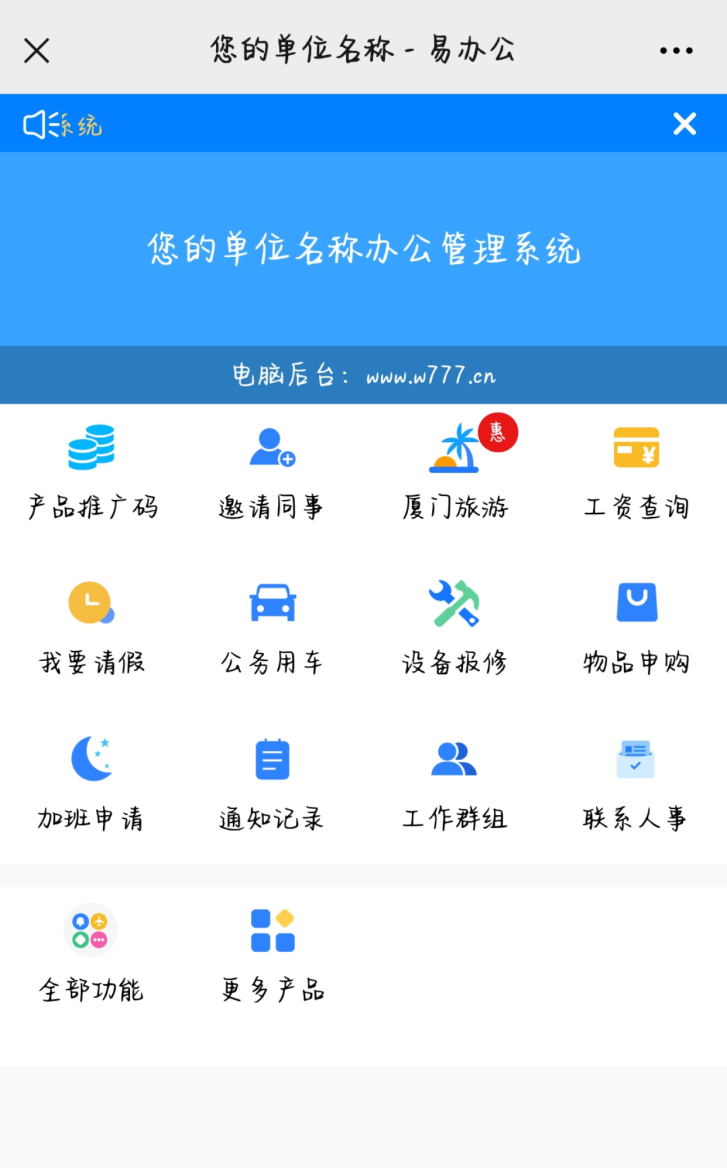 您的单位名称 - 易办公
系统
您的单位名称办公管理系统
电脑后台：www.w777.cn
惠
产品推广码 邀请同事 厦门旅游 工资查询
我要请假 公务用车 设备报修 物品申购
加班申请 通知记录 工作群组 联系人事
全部功能 更多产品